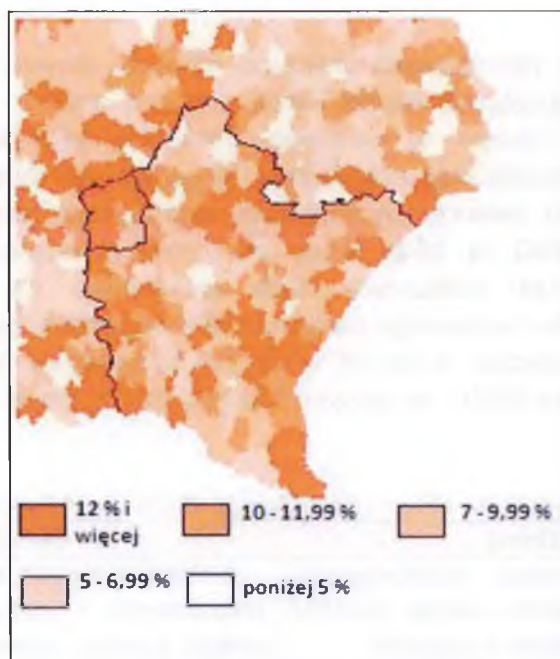 12 % i
więcej
10 - 11,99 %
7 - 9,99 %
5 - 6,99 %
poniżej 5 %